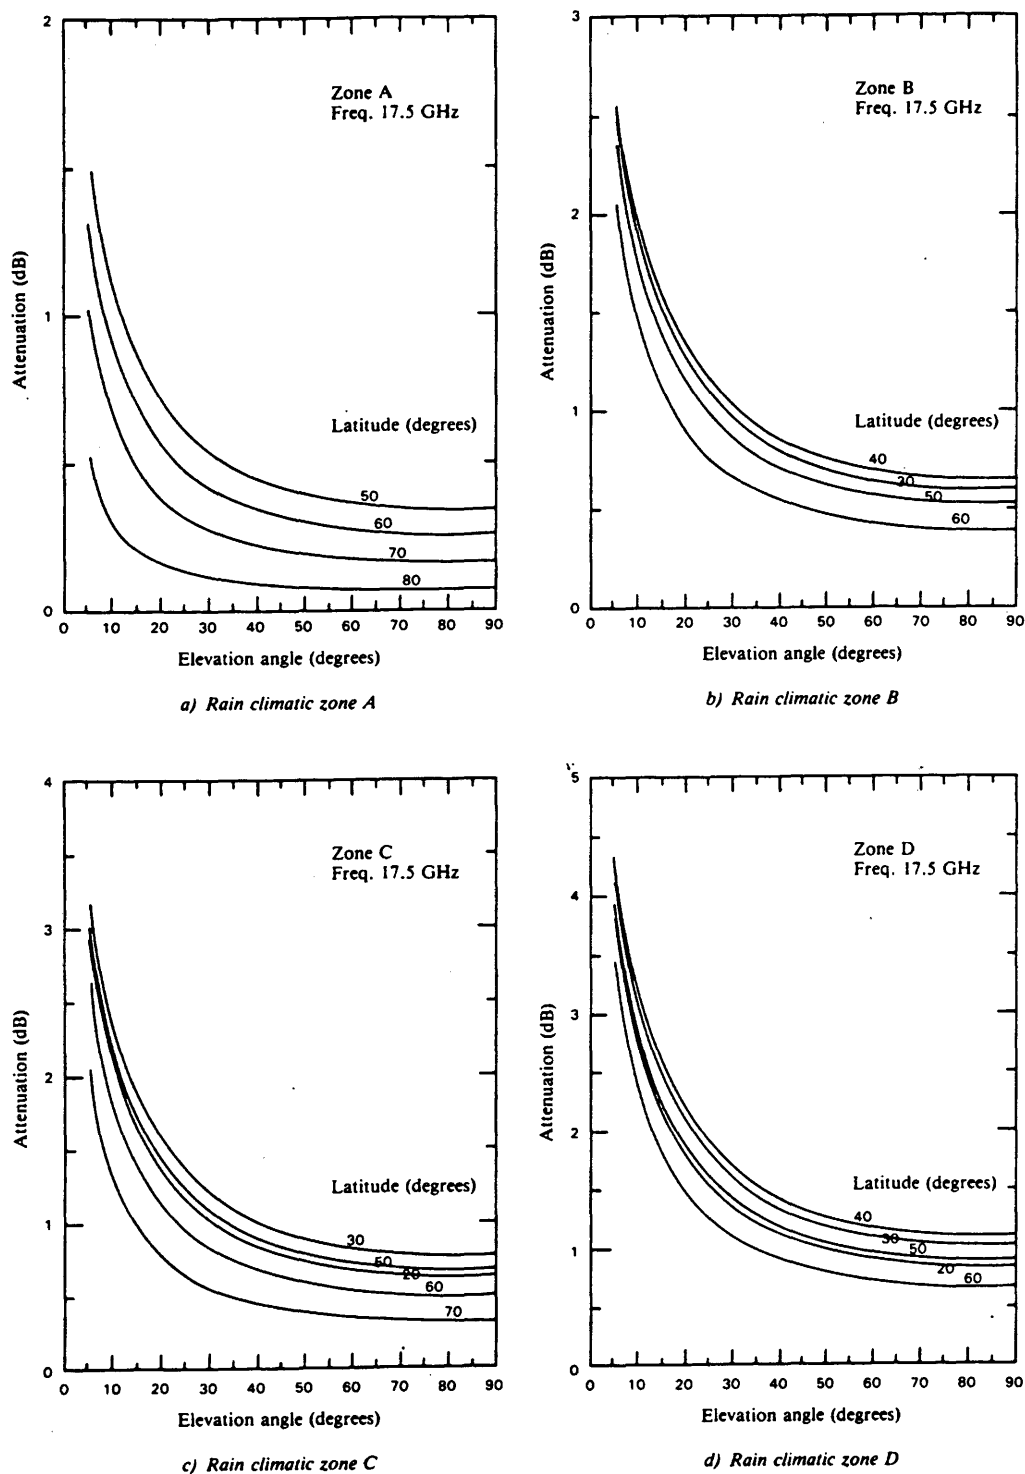 2
Zone A
Freq. 17.5 GHz
Attenuation (dB)
1
Latitude (degrees)
50
60
70
80
0
0 10 20 30 40 50 60 70 80 90
Elevation angle (degrees)
a) Rain climatic zone A
3
Zone B
Freq. 17.5 GHz
2
Attenuation (dB)
1
Latitude (degrees)
40
30
50
60
0
0 10 20 30 40 50 60 70 80 90
Elevation angle (degrees)
b) Rain climatic zone B
4
Zone C
Freq. 17.5 GHz
3
Attenuation (dB)
2
Latitude (degrees)
1
30
50
20
60
70
0
0 10 20 30 40 50 60 70 80 90
Elevation angle (degrees)
c) Rain climatic zone C
5
Zone D
Freq. 17.5 GHz
4
3
Attenuation (dB)
2
Latitude (degrees)
40
30
50
1
20
60
0
0 10 20 30 40 50 60 70 80 90
Elevation angle (degrees)
d) Rain climatic zone D